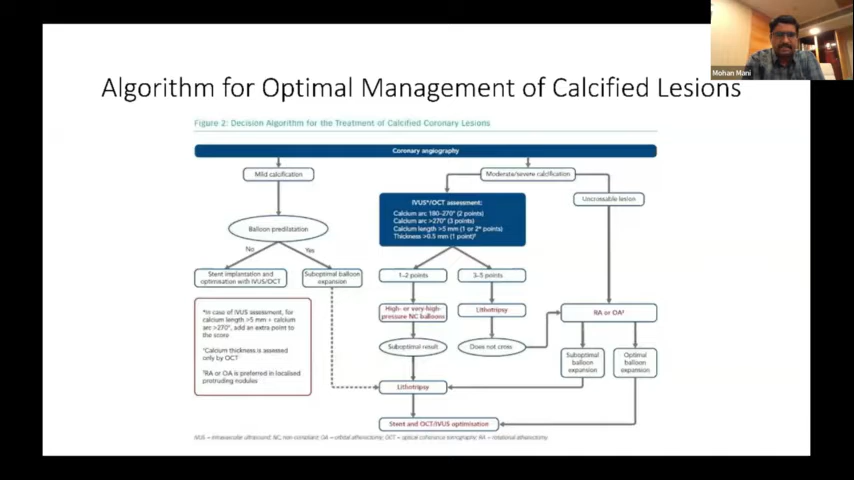 Mohan Mani
Algorithm for Optimal Management of Calcified Lesions
Figure 2: Decision Algorithm for the Treatment of Calcified Coronary Lesions
Coronary angiography
Mild calcification
Moderate/severe calcification
Uncrossable lesion
IVUS*/OCT assessment:
Calcium arc 180–270° (2 points)
Calcium arc >270° (3 points)
Calcium length >5 mm (1 or 2* points)
Thickness >0.5 mm (1 point)†
Balloon predilatation
No
Yes
Stent implantation and
optimisation with IVUS/OCT
Suboptimal balloon
expansion
1–2 points
3–5 points
High- or very-high-
pressure NC balloons
Lithotripsy
RA or OA‡
Suboptimal result
Does not cross
Suboptimal
balloon
expansion
Optimal
balloon
expansion
*In case of IVUS assessment, for
calcium length >5 mm + calcium
arc >270°, add an extra point to
the score
†Calcium thickness is assessed
only by OCT
‡RA or OA is preferred in localised
protruding nodules
Lithotripsy
Stent and OCT/IVUS optimisation
IVUS = intravascular ultrasound; NC, non-compliant; OA = orbital atherectomy; OCT = optical coherence tomography; RA = rotational atherectomy